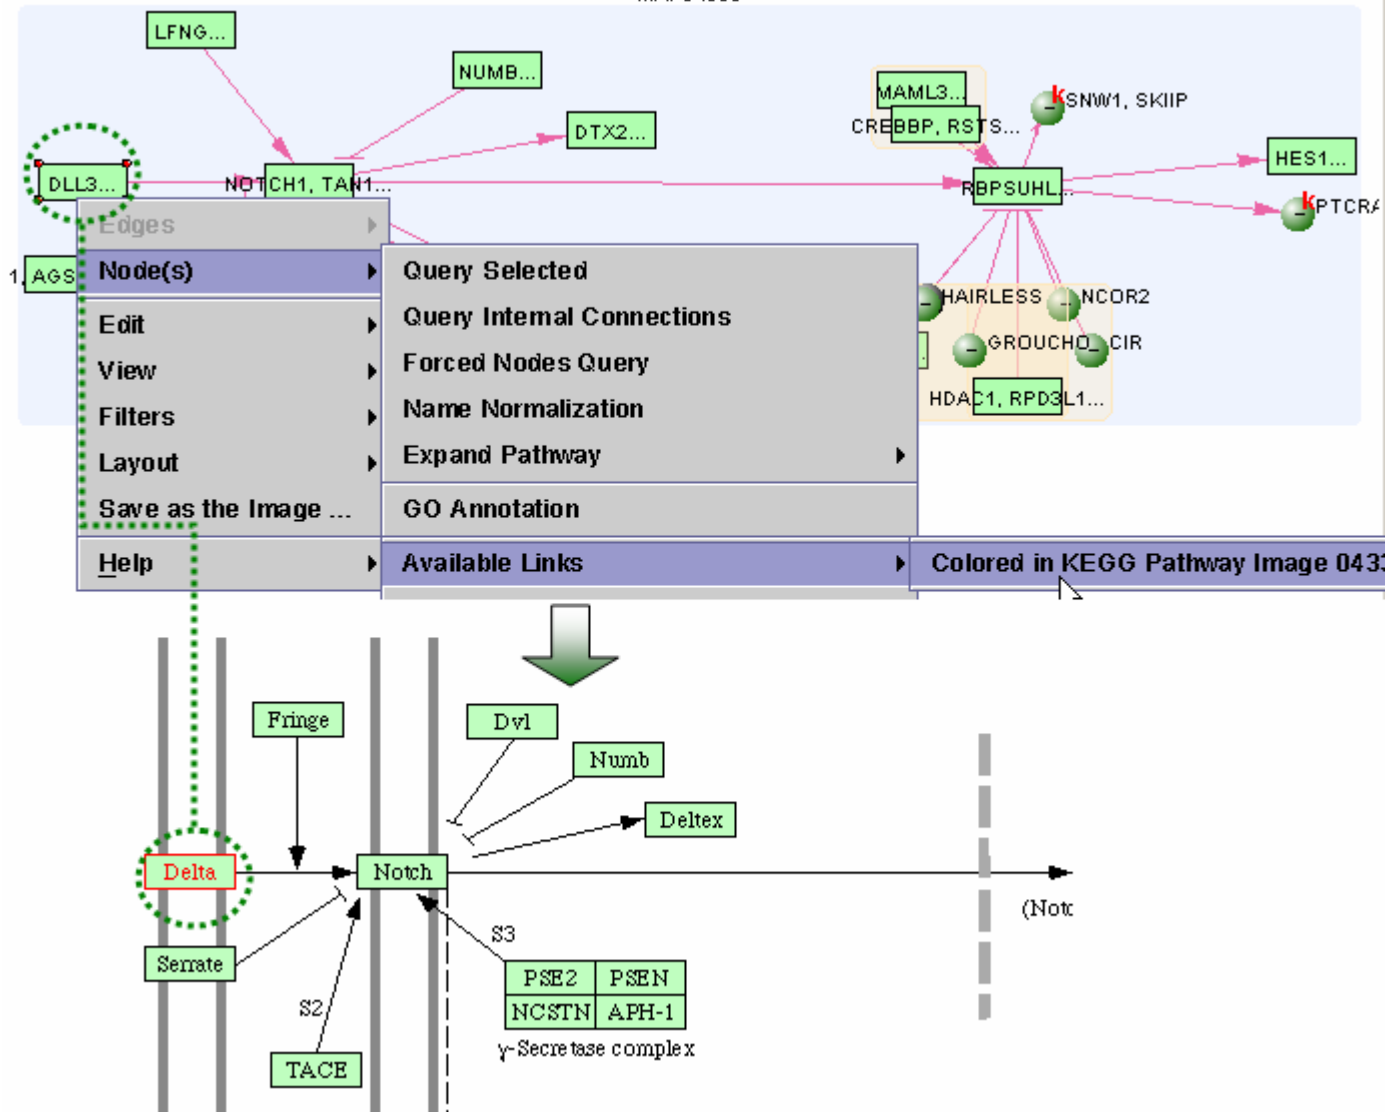 LFNG...
NUMB...
MAML3...
SNW1, SKIIP
CREBBP, RSTS...
DTX2...
HES1...
DLL3...
NOTCH1, TAN1...
RBPSUHL...
PTCRA
Edges
1, AGS
Node(s)
Query Selected
HAIRLESS
NCOR2
Edit
Query Internal Connections
GROUCHO
CIR
View
Forced Nodes Query
Filters
Name Normalization
HDAC1, RPD3L1...
Layout
Expand Pathway
Save as the Image ...
GO Annotation
Help
Available Links
Colored in KEGG Pathway Image 043
Fringe
Dvl
Numb
Deltex
Delta
Notch
(Notc
S3
Serrate
PSE2
PSEN
S2
NCSTN
APH-1
γ-Secretase complex
TACE